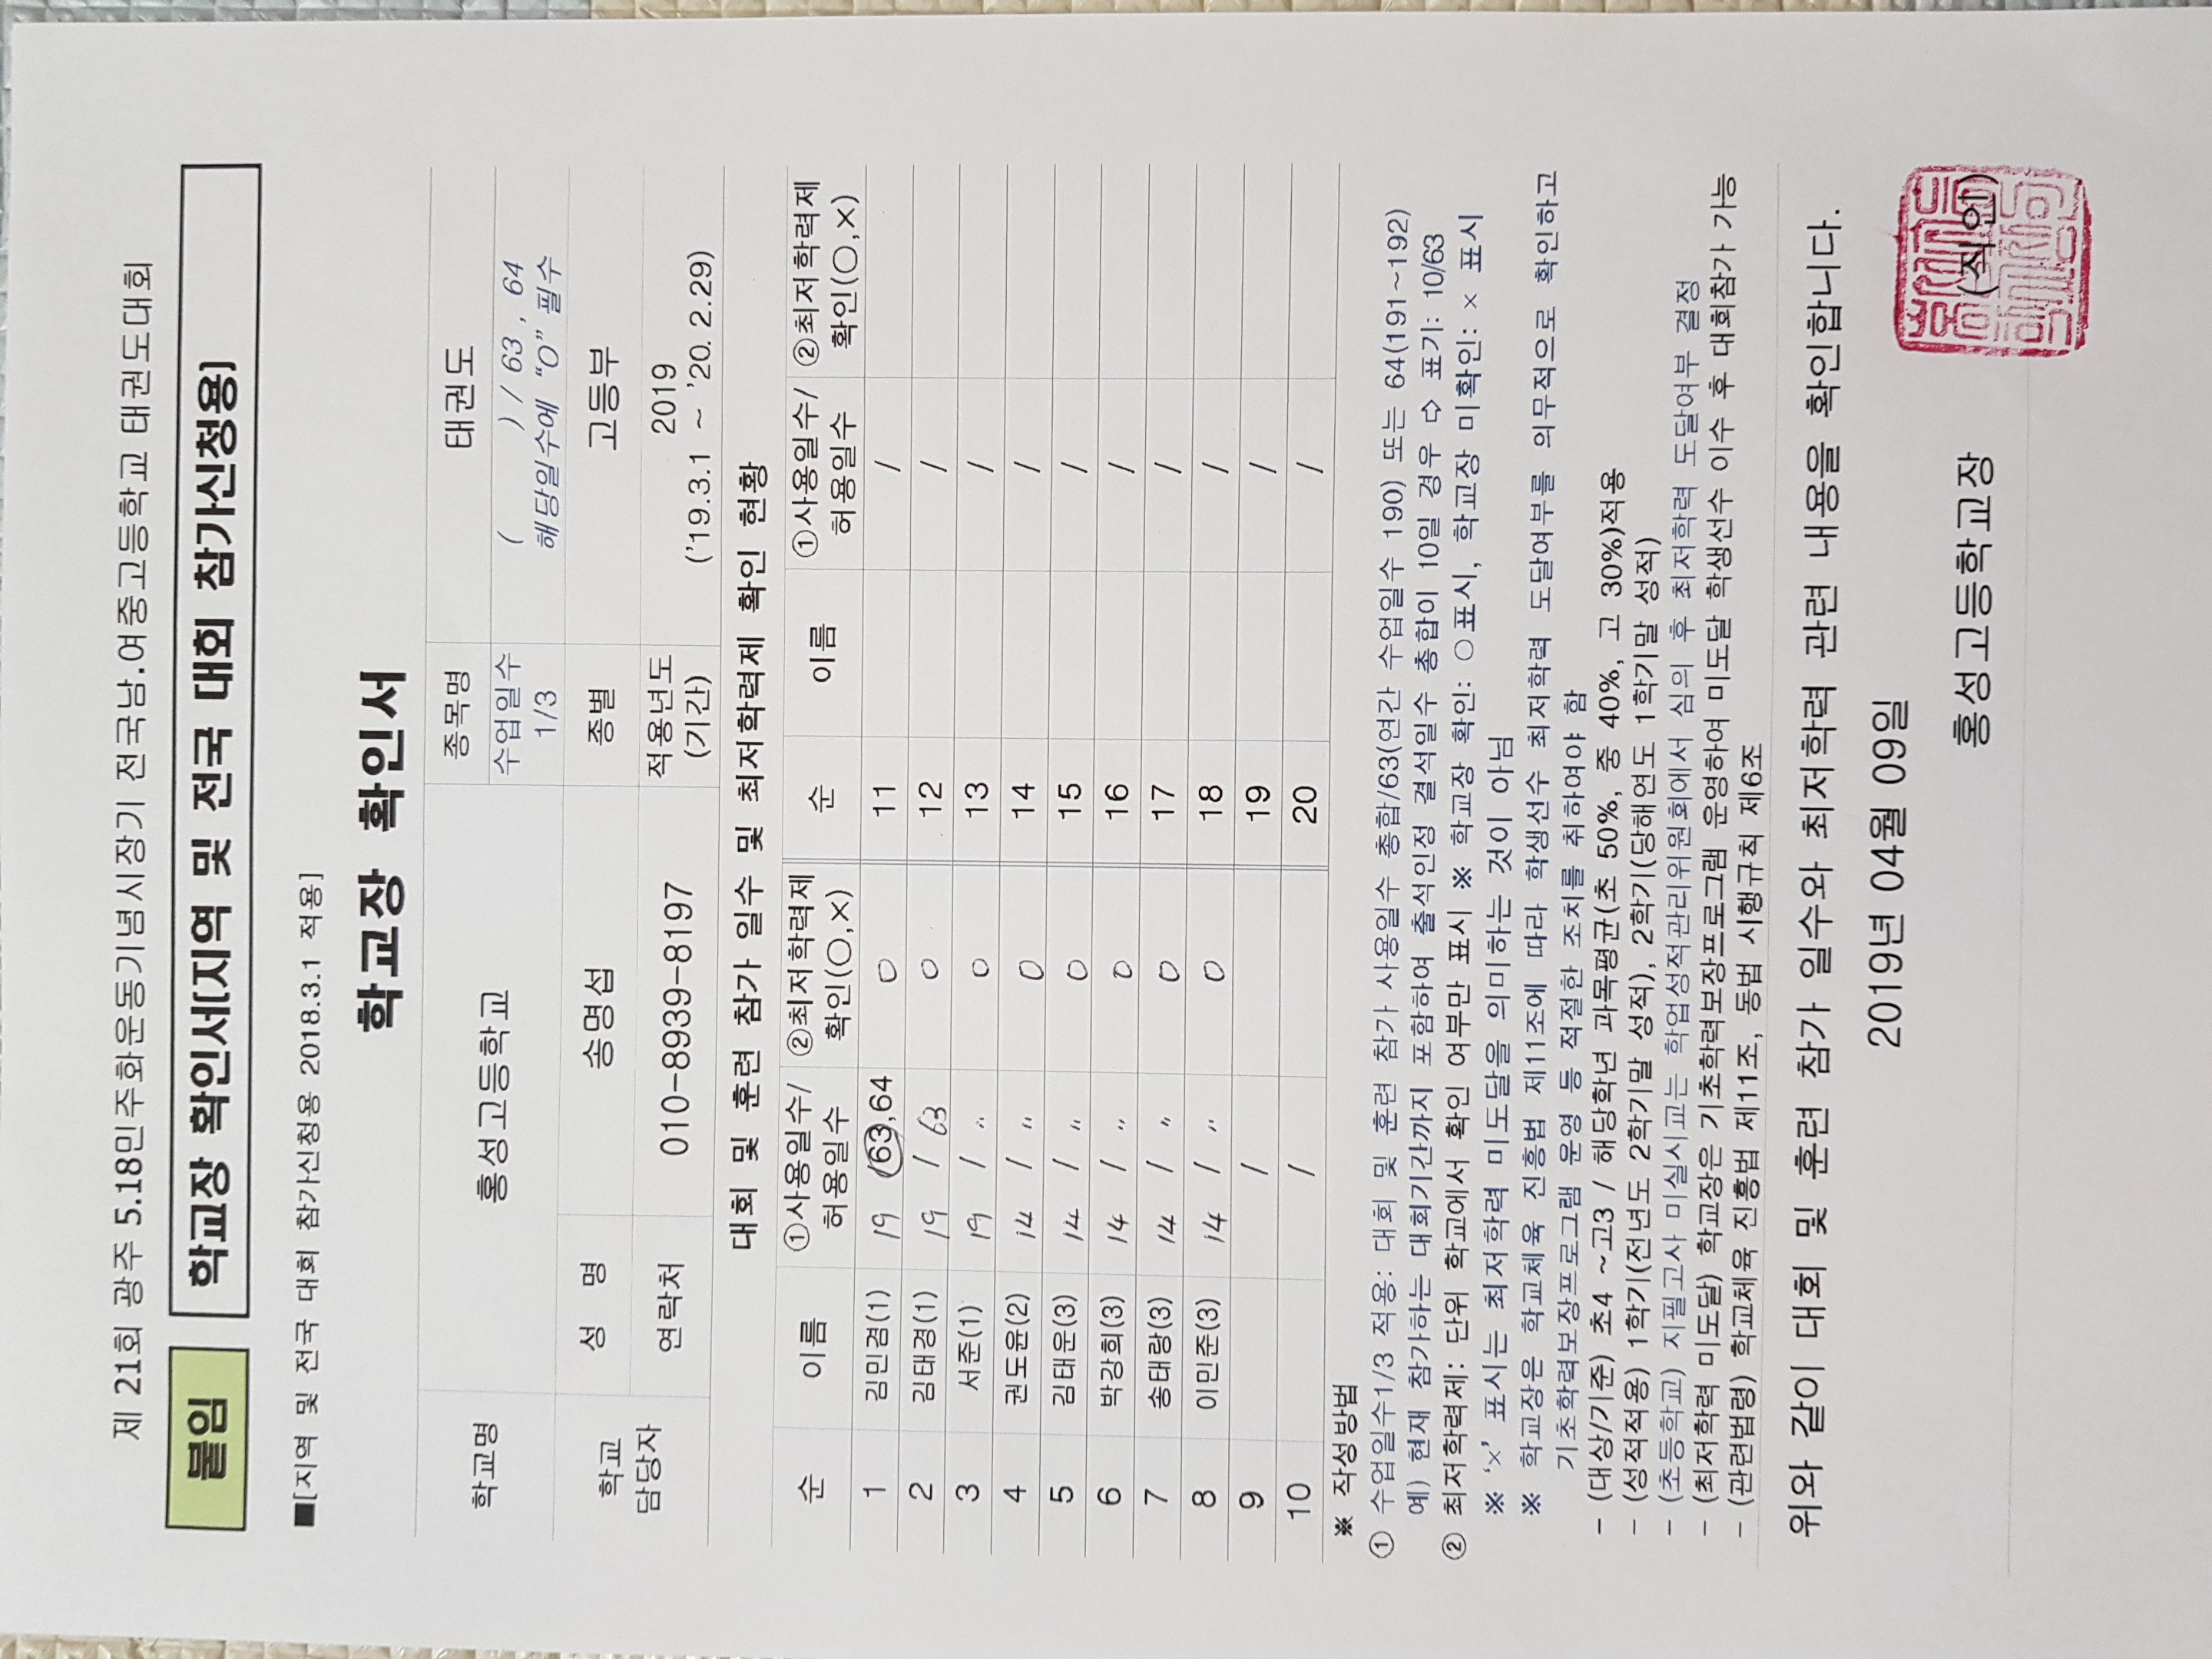 제 21회 광주 5.18민주화운동기념시장기 전국남.여중고등학교 태권도대회
붙임 학교장 확인서[지역 및 전국 대회 참가신청용]
■[지역 및 전국 대회 참가신청용 2018.3.1 적용]
학교장 확인서
학교명 홍성고등학교 종목명 태권도
수업일수 1/3 ( ) / 63 , 64
해당일수에 “O” 필수
학교 담당자 성 명 송명섭 종별 고등부
연락처 010-8939-8197 적용년도 (기간) 2019
('19.3.1 ~ '20. 2.29)
대회 및 훈련 참가 일수 및 최저학력제 확인 현황
순 이름 ①사용일수/ 허용일수 ②최저학력제 확인(○,×) 순 이름 ①사용일수/ 허용일수 ②최저학력제 확인(○,×)
1 김민겸(1) 19 /63,64 O 11 /
2 김태경(1) 19 / 63 O 12 /
3 서준(1) 19 / 〃 O 13 /
4 권도윤(2) 14 / 〃 O 14 /
5 김태운(3) 14 / 〃 O 15 /
6 박강희(3) 14 / 〃 O 16 /
7 송태랑(3) 14 / 〃 O 17 /
8 이민준(3) 14 / 〃 O 18 /
9 / 19 /
10 / 20 /
※ 작성방법
① 수업일수1/3 적용: 대회 및 훈련 참가 사용일수 총합/63(연간 수업일수 190) 또는 64(191~192)
예) 현재 참가하는 대회기간까지 포함하여 출석인정 결석일수 총합이 10일 경우 ⇨ 표기: 10/63
② 최저학력제: 단위 학교에서 확인 여부만 표시 ※ 학교장 확인: ○표시, 학교장 미확인: × 표시
※ '×' 표시는 최저학력 미도달을 의미하는 것이 아님
※ 학교장은 학교체육 진흥법 제11조에 따라 학생선수 최저학력 도달여부를 의무적으로 확인하고
기초학력보장프로그램 운영 등 적절한 조치를 취하여야 함
- (대상/기준) 초4 ~고3 / 해당학년 과목평균(초 50%, 중 40%, 고 30%)적용
- (성적적용) 1학기(전년도 2학기말 성적), 2학기(당해연도 1학기말 성적)
- (초등학교) 지필고사 미실시교는 학업성적관리위원회에서 심의 후 최저학력 도달여부 결정
- (최저학력 미도달) 학교장은 기초학력보장프로그램 운영하여 미도달 학생선수 이수 후 대회참가 가능
- (관련법령) 학교체육 진흥법 제11조, 동법 시행규칙 제6조
위와 같이 대회 및 훈련 참가 일수와 최저학력 관련 내용을 확인합니다.
2019년 04월 09일
홍성고등학교장 (직인)